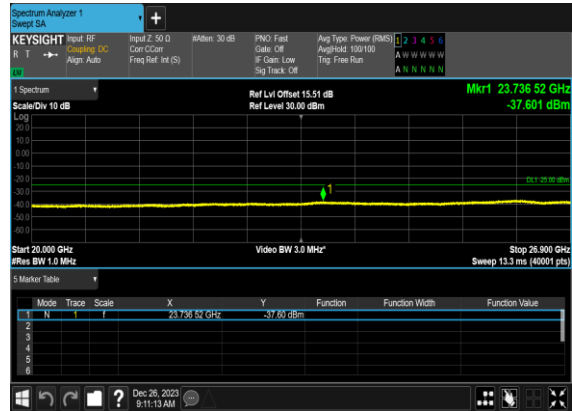 Spectrum Analyzer 1
Swept SA
+
KEYSIGHT Input: RF Input Z: 50 Ω #Atten: 30 dB PNO: Fast Avg Type: Power (RMS) 1 2 3 4 5 6
R T Coupling: DC Corr CCorr Gate: Off Avg|Hold: 100/100 A W W W W W
Align: Auto Freq Ref: Int (S) IF Gain: Low Trig: Free Run A N N N N N
Sig Track: Off
1 Spectrum Ref Lvl Offset 15.51 dB Mkr1 23.736 52 GHz
Scale/Div 10 dB Ref Level 30.00 dBm -37.601 dBm
Log
20.0
10.0
0.00
-10.0
-20.0 DL1 -25.00 dBm
-30.0 1
-40.0
-50.0
-60.0
Start 20.000 GHz Video BW 3.0 MHz* Stop 26.900 GHz
#Res BW 1.0 MHz Sweep 13.3 ms (40001 pts)
5 Marker Table
Mode Trace Scale X Y Function Function Width Function Value
1 N 1 f 23.736 52 GHz -37.60 dBm
2
3
4
5
6
? Dec 26, 2023
9:11:13 AM